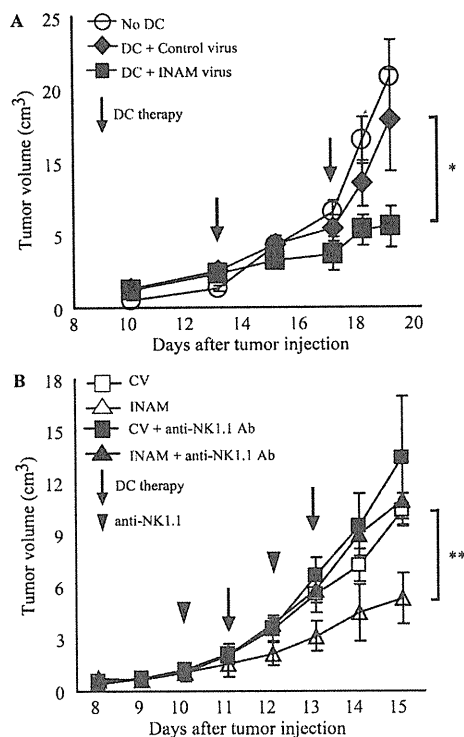 A
No DC
DC + Control virus
DC + INAM virus
DC therapy
Tumor volume (cm3)
25
22
15
5
0
10 12 14 16 18 20
Days after tumor injection
*
B
CV
INAM
CV + anti-NK1.1 Ab
INAM + anti-NK1.1 Ab
DC therapy
anti-NK1.1
Tumor volume (cm3)
18
15
12
9
6
3
0
8 9 10 11 12 13 14 15
Days after tumor injection
**